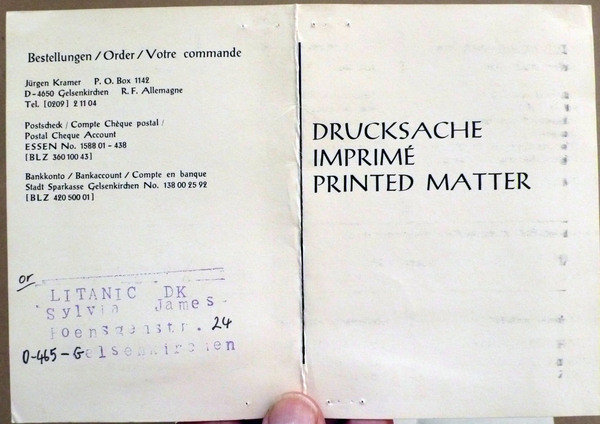 Bestellungen / Order / Votre commande
Jürgen Kramer P. O. Box 1142
D-4650 Gelsenkirchen R. F. Allemagne
Tel. [0209] 2 11 04
Postscheck / Compte Chèque postal /
Postal Cheque Account
ESSEN No. 1588 01 - 438
[BLZ 360 100 43]
Bankkonto / Bankaccount / Compte en banque
Stadt Sparkasse Gelsenkirchen No. 138 00 25 92
[BLZ 420 500 01]
or
LITANIC DK
Sylvia James-
24
D-465-Gelsenkirchen
DRUCKSACHE
IMPRIMÉ
PRINTED MATTER